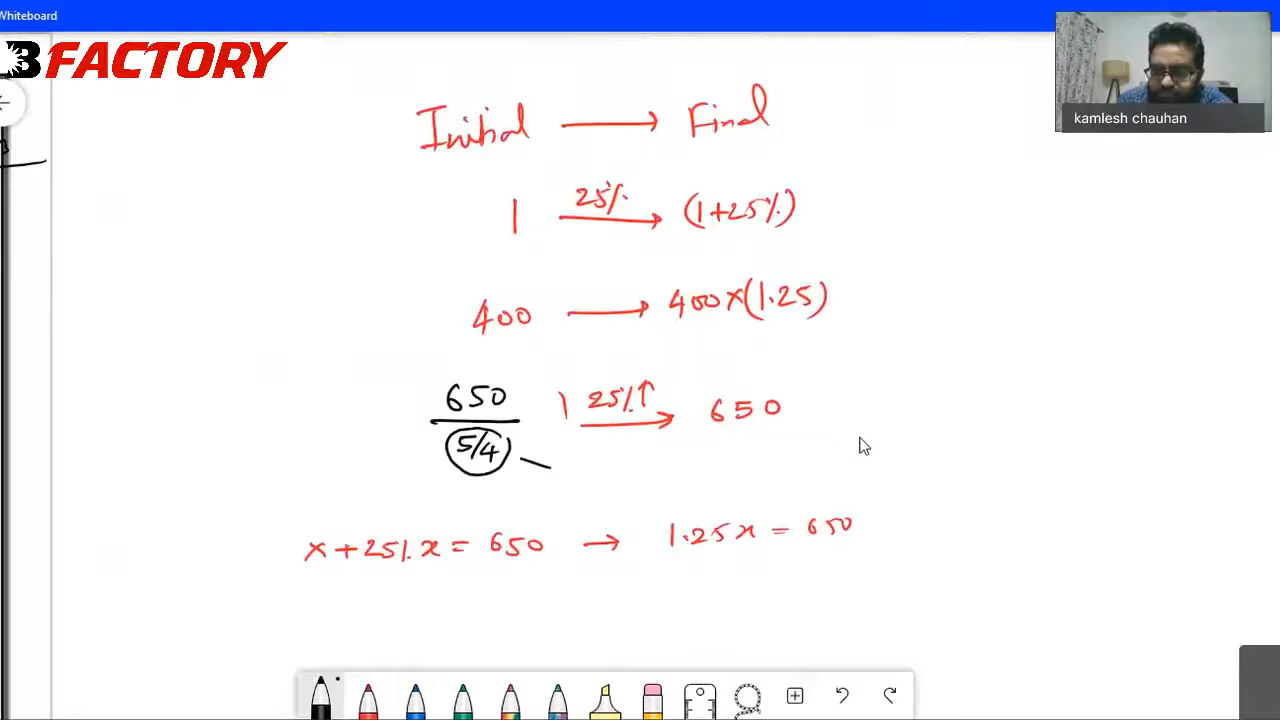 Whiteboard
BFACTORY
kamlesh chauhan
Initial → Final
1 25% → (1+25%)
400 → 400×(1.25)
650 / (5/4) 25%↑ → 650
x+25%x = 650 → 1.25x = 650